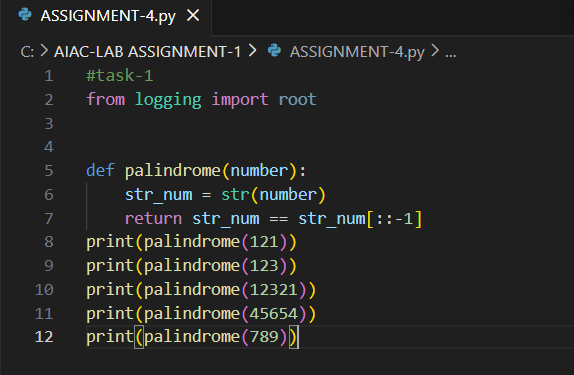 ASSIGNMENT-4.py ×
C: > AIAC-LAB ASSIGNMENT-1 > ASSIGNMENT-4.py > ...
1 #task-1
2 from logging import root
3
4
5 def palindrome(number):
6     str_num = str(number)
7     return str_num == str_num[::-1]
8 print(palindrome(121))
9 print(palindrome(123))
10 print(palindrome(12321))
11 print(palindrome(45654))
12 print(palindrome(789))